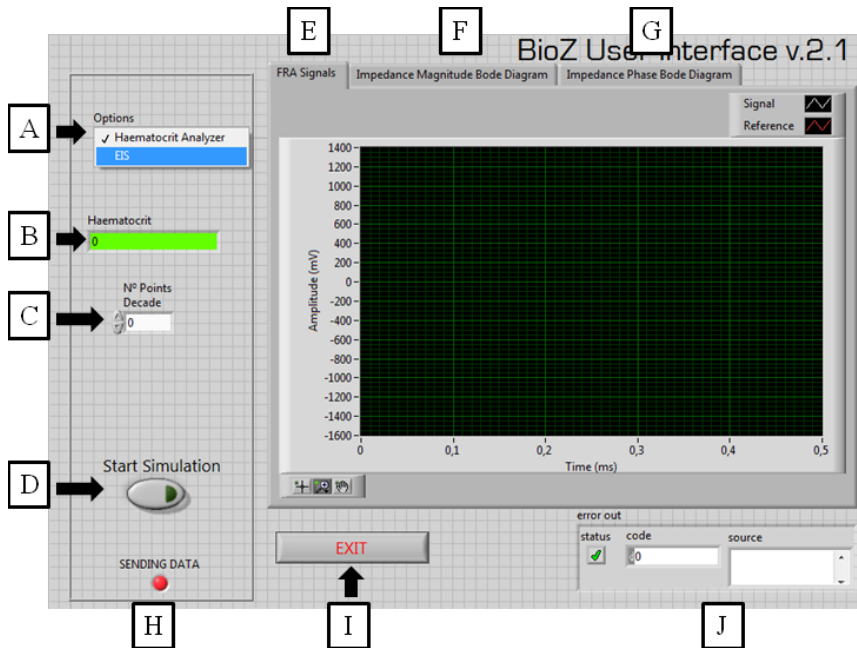 E
F
G
BioZ User Interface v.2.1
FRA Signals
Impedance Magnitude Bode Diagram
Impedance Phase Bode Diagram
Signal
Reference
A
Options
✓ Haematocrit Analyzer
EIS
B
Haematocrit
0
C
Nº Points
Decade
0
D
Start Simulation
SENDING DATA
H
Amplitude (mV)
1400
1200
1000
800
600
400
200
0
-200
-400
-600
-800
-1000
-1200
-1400
-1600
0 0,1 0,2 0,3 0,4 0,5
Time (ms)
EXIT
I
error out
status code source
0
J